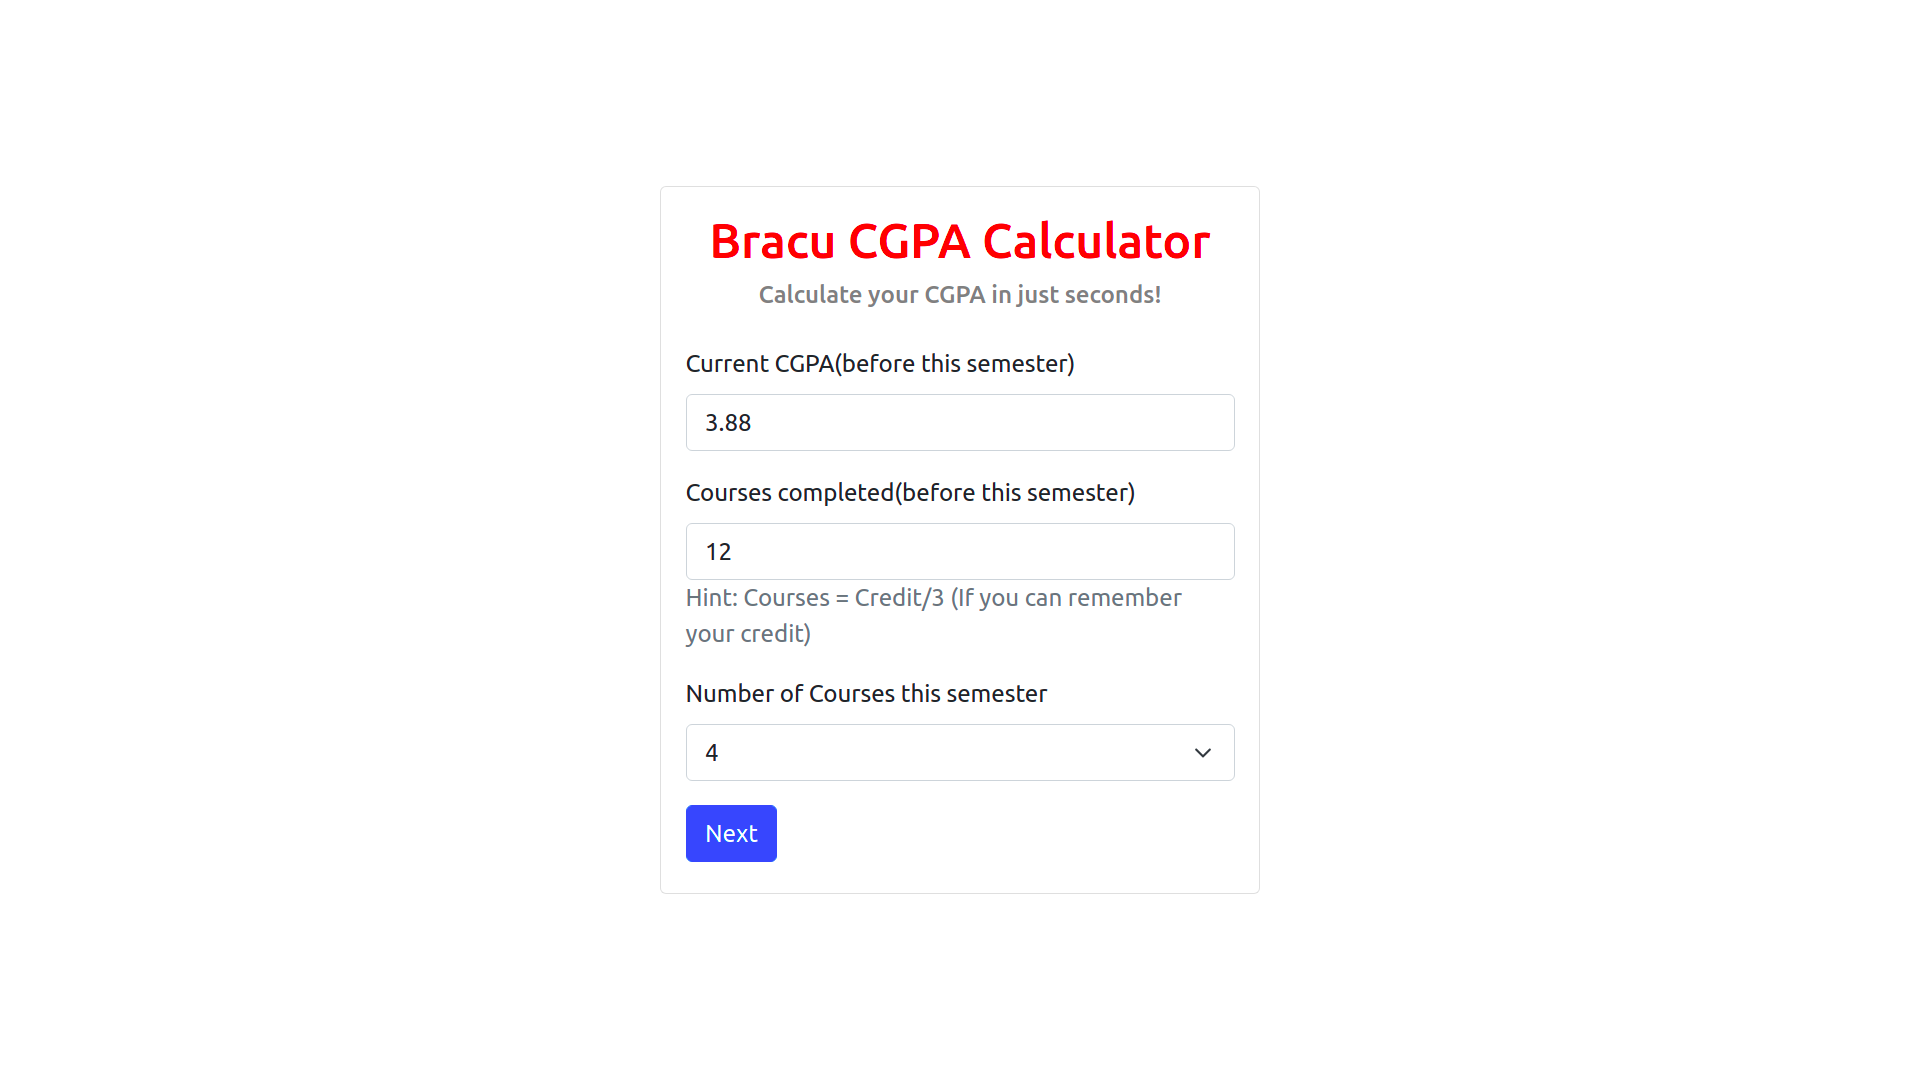 Bracu CGPA Calculator
Calculate your CGPA in just seconds!
Current CGPA(before this semester)
3.88
Courses completed(before this semester)
12
Hint: Courses = Credit/3 (If you can remember
your credit)
Number of Courses this semester
4
Next